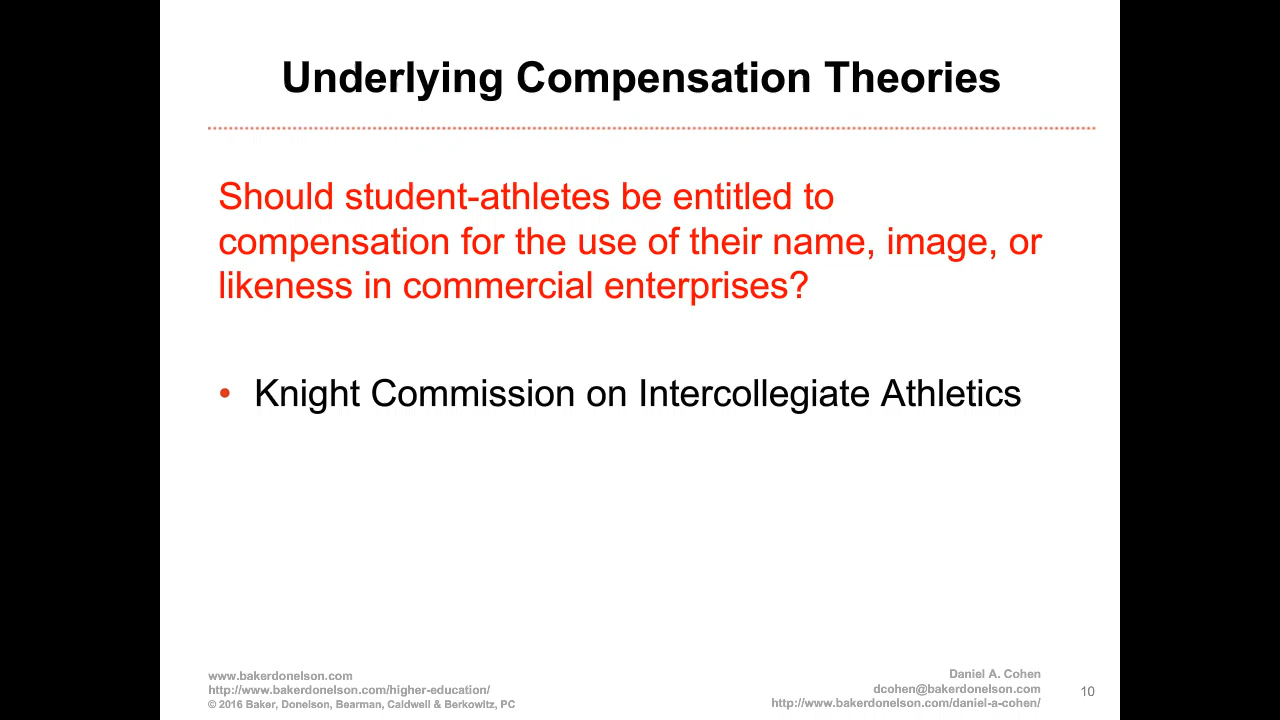 Underlying Compensation Theories
Should student-athletes be entitled to
compensation for the use of their name, image, or
likeness in commercial enterprises?
• Knight Commission on Intercollegiate Athletics
www.bakerdonelson.com
http://www.bakerdonelson.com/higher-education/
© 2016 Baker, Donelson, Bearman, Caldwell & Berkowitz, PC
Daniel A. Cohen
dcohen@bakerdonelson.com
http://www.bakerdonelson.com/daniel-a-cohen/
10